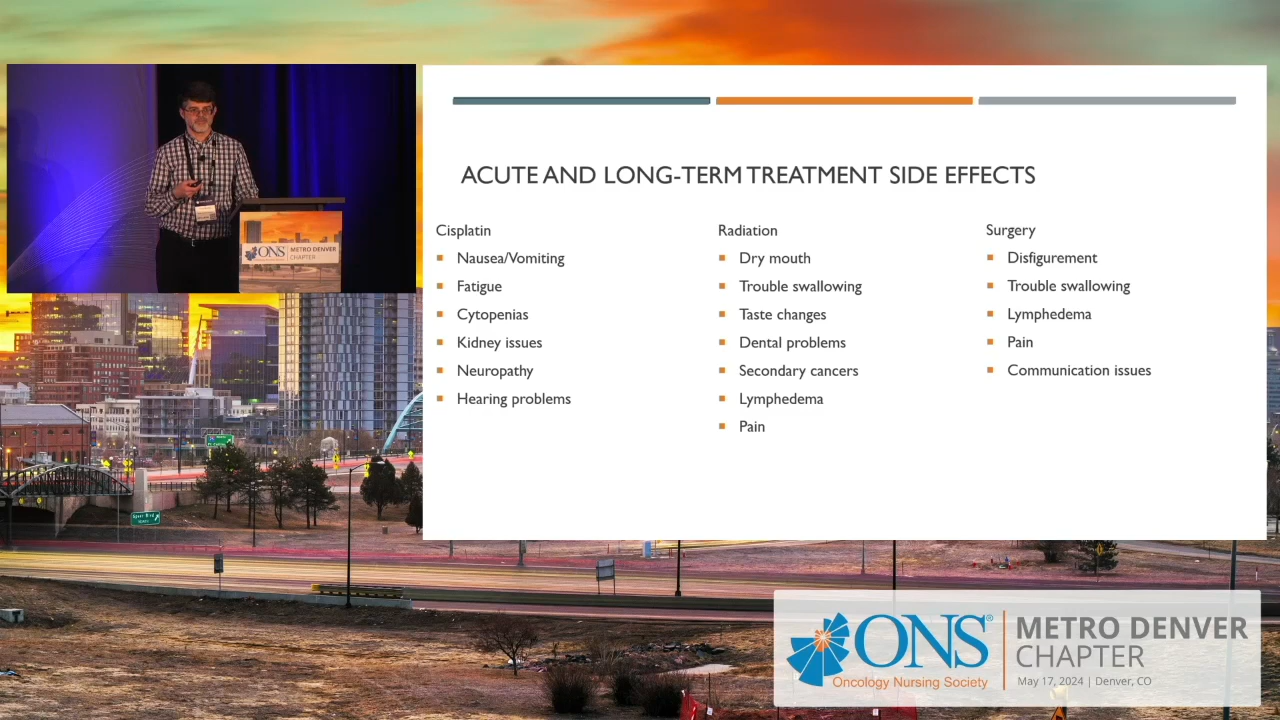 ACUTE AND LONG-TERM TREATMENT SIDE EFFECTS
Cisplatin
Nausea/Vomiting
Fatigue
Cytopenias
Kidney issues
Neuropathy
Hearing problems
Radiation
Dry mouth
Trouble swallowing
Taste changes
Dental problems
Secondary cancers
Lymphedema
Pain
Surgery
Disfigurement
Trouble swallowing
Lymphedema
Pain
Communication issues
ONS
METRO DENVER
CHAPTER
ONS®
Oncology Nursing Society
METRO DENVER
CHAPTER
May 17, 2024 | Denver, CO